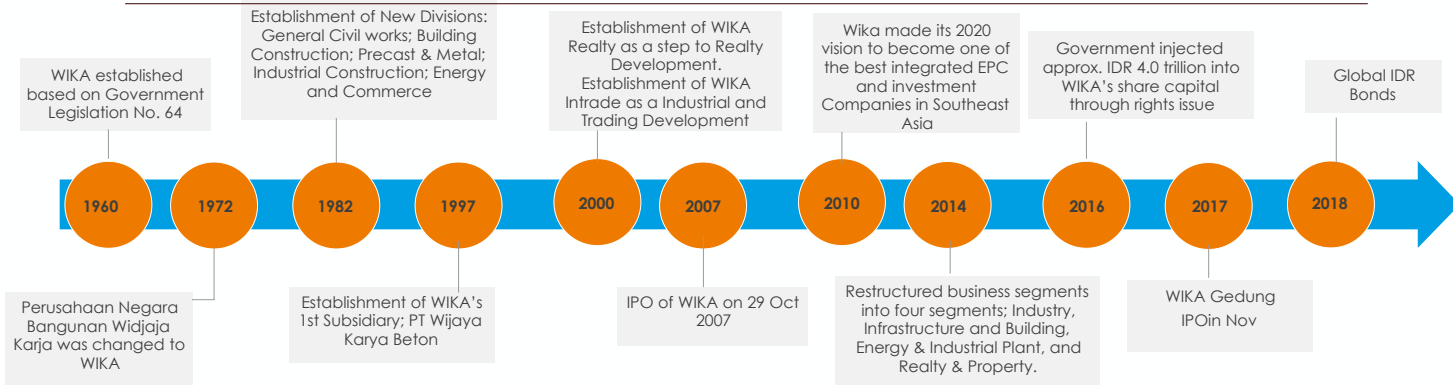 WIKA established
based on Government
Legislation No. 64
Establishment of New Divisions:
General Civil works; Building
Construction; Precast & Metal;
Industrial Construction; Energy
and Commerce
Establishment of WIKA
Realty as a step to Realty
Development.
Establishment of WIKA
Intrade as a Industrial and
Trading Development
Wika made its 2020
vision to become one of
the best integrated EPC
and investment
Companies in Southeast
Asia
Government injected
approx. IDR 4.0 trillion into
WIKA's share capital
through rights issue
Global IDR
Bonds
1960
1972
1982
1997
2000
2007
2010
2014
2016
2017
2018
Perusahaan Negara
Bangunan Widjaja
Karja was changed to
WIKA
Establishment of WIKA's
1st Subsidiary; PT Wijaya
Karya Beton
IPO of WIKA on 29 Oct
2007
Restructured business segments
into four segments; Industry,
Infrastructure and Building,
Energy & Industrial Plant, and
Realty & Property.
WIKA Gedung
IPOin Nov